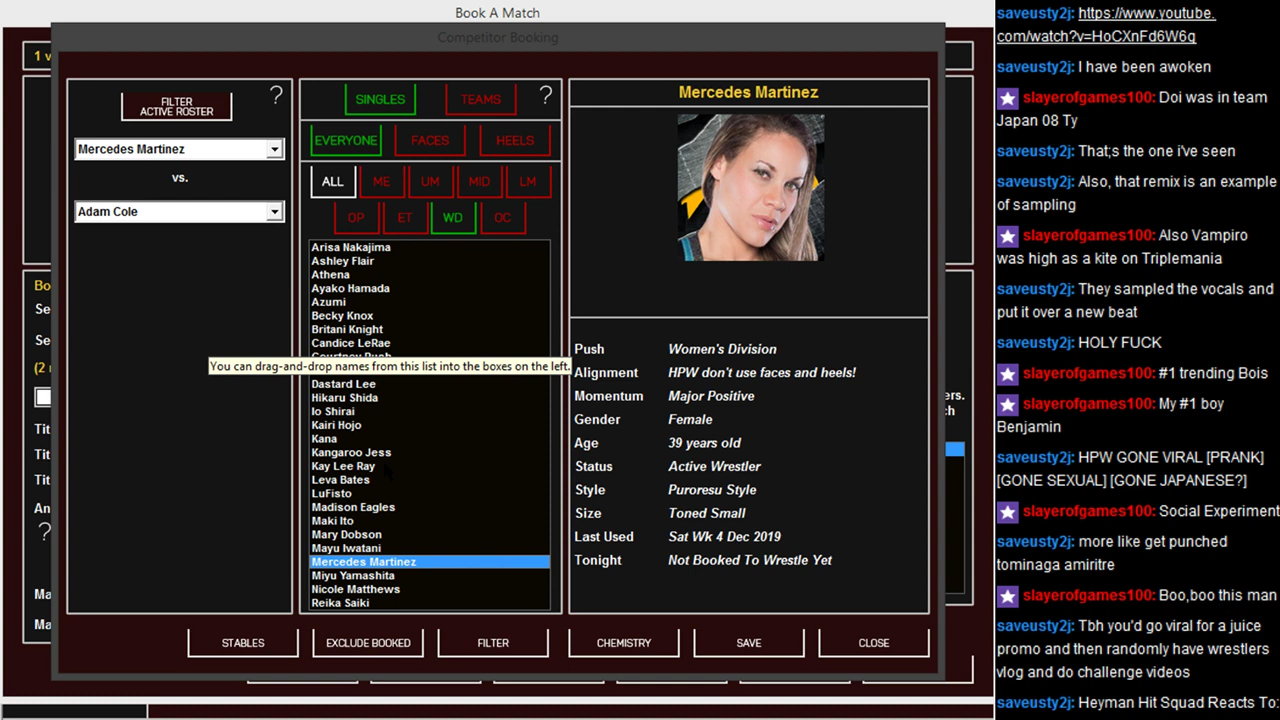 Book A Match
Competitor Booking
1 v
FILTER
ACTIVE ROSTER
?
Mercedes Martinez
vs.
Adam Cole
SINGLES
TEAMS
?
EVERYONE
FACES
HEELS
ALL
ME
UM
MID
LM
OP
ET
WD
OC
Arisa Nakajima
Ashley Flair
Athena
Ayako Hamada
Azumi
Becky Knox
Britani Knight
Candice LeRae
You can drag-and-drop names from this list into the boxes on the left.
Dastard Lee
Hikaru Shida
Io Shirai
Kairi Hojo
Kana
Kangaroo Jess
Kay Lee Ray
Leva Bates
LuFisto
Madison Eagles
Maki Ito
Mary Dobson
Mayu Iwatani
Mercedes Martinez
Miyu Yamashita
Nicole Matthews
Reika Saiki
Mercedes Martinez
Push Women's Division
Alignment HPW don't use faces and heels!
Momentum Major Positive
Gender Female
Age 39 years old
Status Active Wrestler
Style Puroresu Style
Size Toned Small
Last Used Sat Wk 4 Dec 2019
Tonight Not Booked To Wrestle Yet
STABLES
EXCLUDE BOOKED
FILTER
CHEMISTRY
SAVE
CLOSE
Bo
Se
Se
(2
Tit
Tit
Tit
An
?
Ma
Ma
ers.
ch
saveusty2j: https://www.youtube.
com/watch?v=HoCXnFd6W6g
saveusty2j: I have been awoken
slayerofgames100: Doi was in team
Japan 08 Ty
saveusty2j: That;s the one i've seen
saveusty2j: Also, that remix is an example
of sampling
slayerofgames100: Also Vampiro
was high as a kite on Triplemania
saveusty2j: They sampled the vocals and
put it over a new beat
saveusty2j: HOLY FUCK
slayerofgames100: #1 trending Bois
slayerofgames100: My #1 boy
Benjamin
saveusty2j: HPW GONE VIRAL [PRANK]
[GONE SEXUAL] [GONE JAPANESE?]
slayerofgames100: Social Experiment
saveusty2j: more like get punched
tominaga amiritre
slayerofgames100: Boo,boo this man
saveusty2j: Tbh you'd go viral for a juice
promo and then randomly have wrestlers
vlog and do challenge videos
saveusty2j: Heyman Hit Squad Reacts To: